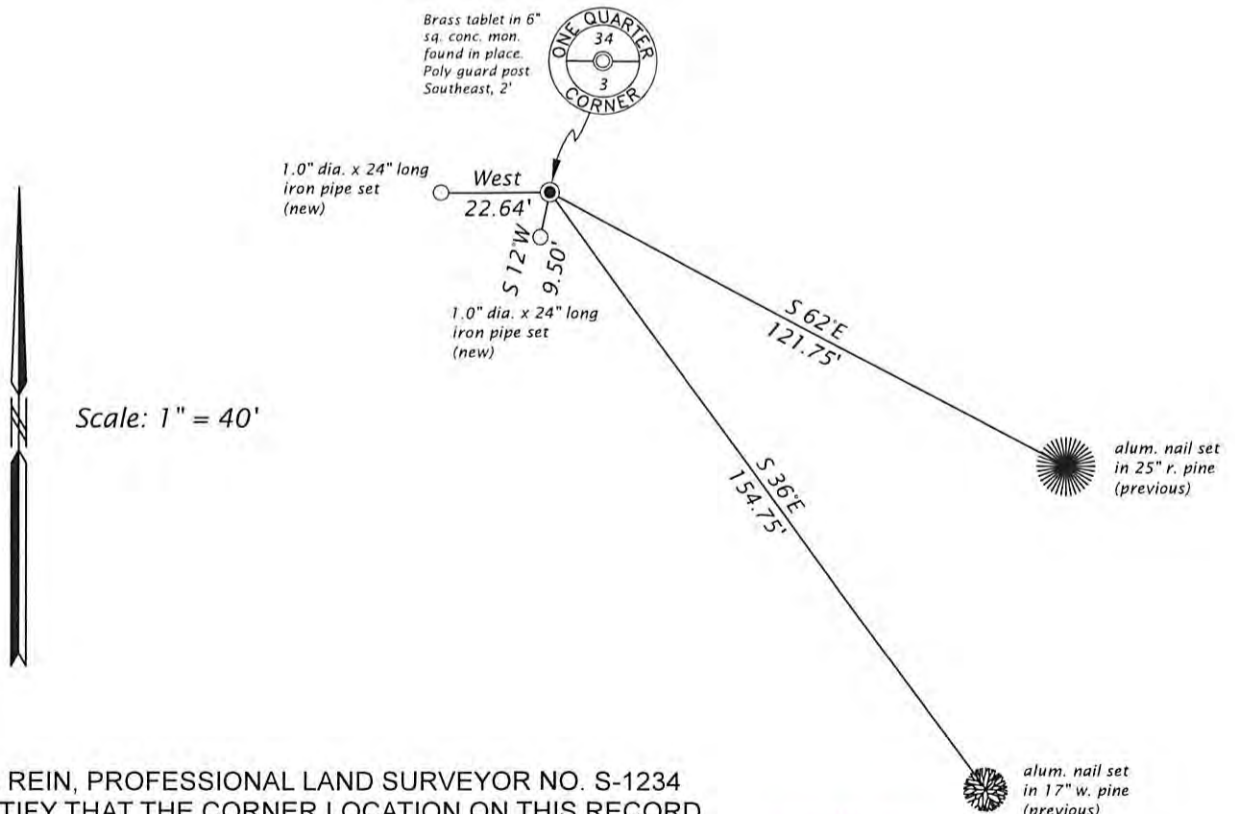 Brass tablet in 6"
sq. conc. mon.
found in place.
Poly guard post
Southeast, 2'
ONE QUARTER
34
3
CORNER
1.0" dia. x 24" long
iron pipe set
(new)
West
22.64'
S 12°W
9.50'
1.0" dia. x 24" long
iron pipe set
(new)
S 62°E
121.75'
Scale: 1" = 40'
alum. nail set
in 25" r. pine
(previous)
S 36°E
154.75'
alum. nail set
in 17" w. pine
(previous)
REIN, PROFESSIONAL LAND SURVEYOR NO. S-1234
TIFY THAT THE CORNER LOCATION ON THIS RECORD